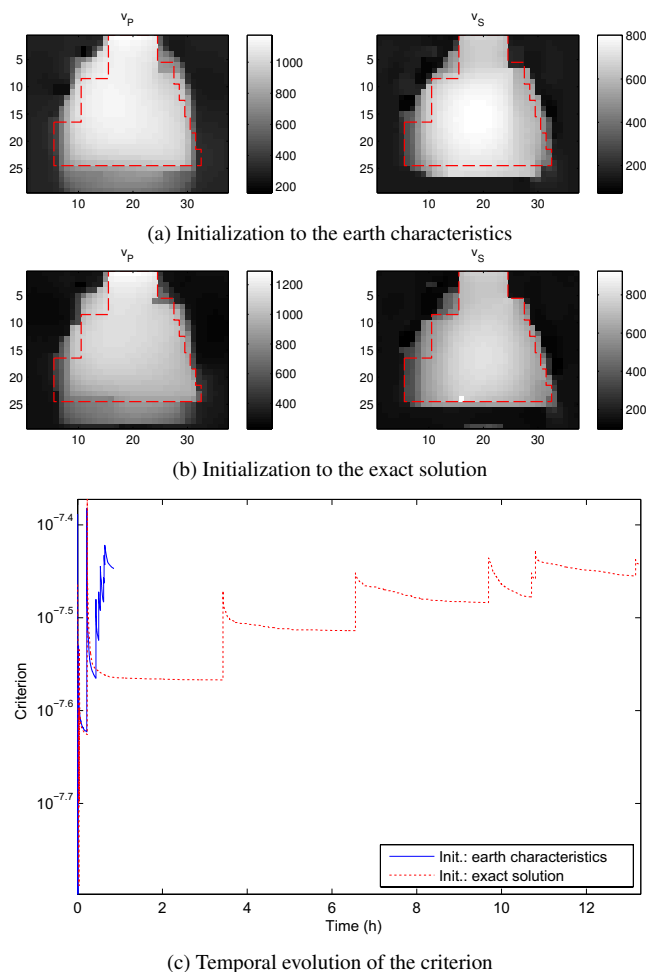 v_P
v_S
5
10
15
20
25
10 20 30
1000
800
600
400
200
5
10
15
20
25
10 20 30
800
600
400
200
(a) Initialization to the earth characteristics
v_P
v_S
5
10
15
20
25
10 20 30
1200
1000
800
600
400
5
10
15
20
25
10 20 30
800
600
400
200
(b) Initialization to the exact solution
10^-7.4
10^-7.5
10^-7.6
10^-7.7
Criterion
Init.: earth characteristics
Init.: exact solution
0 2 4 6 8 10 12
Time (h)
(c) Temporal evolution of the criterion